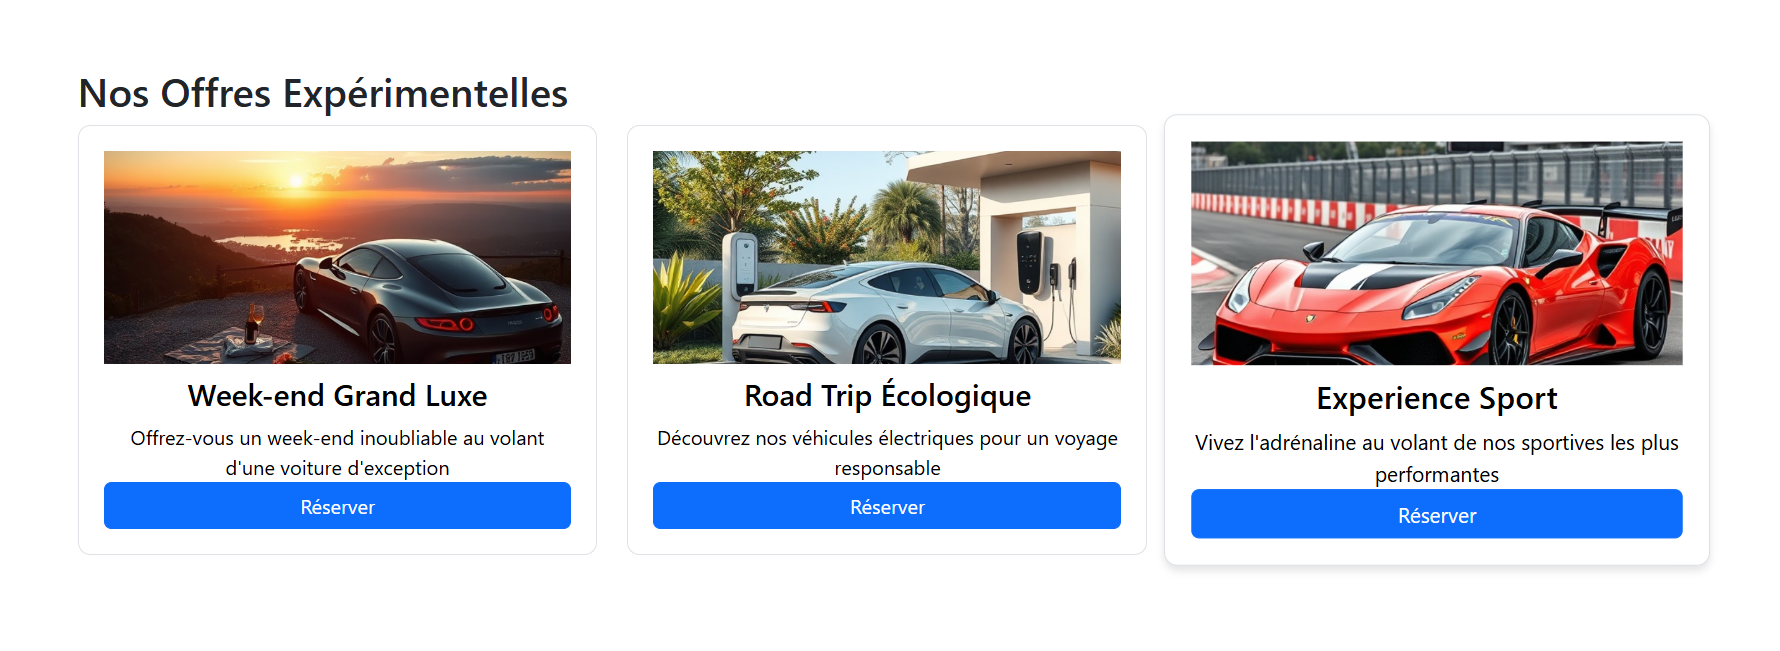 Nos Offres Expérimentelles
Week-end Grand Luxe
Offrez-vous un week-end inoubliable au volant
d'une voiture d'exception
Réserver
Road Trip Écologique
Découvrez nos véhicules électriques pour un voyage
responsable
Réserver
Experience Sport
Vivez l'adrénaline au volant de nos sportives les plus
performantes
Réserver